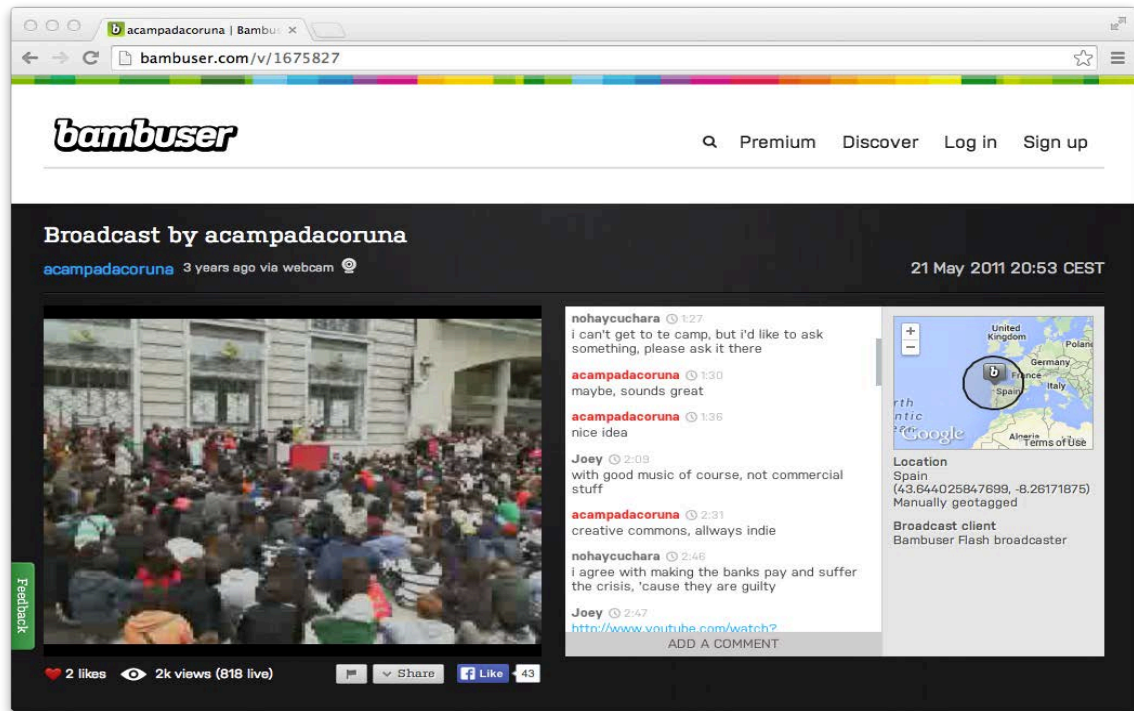 acampadacoruna | Bambus
bambuser.com/v/1675827
bambuser
Premium Discover Log in Sign up
Broadcast by acampadacoruna
acampadacoruna 3 years ago via webcam
21 May 2011 20:53 CEST
nohaycuchara 1:27
i can't get to te camp, but i'd like to ask
something, please ask it there
acampadacoruna 1:30
maybe, sounds great
acampadacoruna 1:36
nice idea
Joey 2:09
with good music of course, not commercial
stuff
acampadacoruna 2:31
creative commons, allways indie
nohaycuchara 2:46
i agree with making the banks pay and suffer
the crisis, 'cause they are guilty
Joey 2:47
http://www.youtube.com/watch?
ADD A COMMENT
United
Kingdom
Poland
Germany
France
Italy
Spain
Google
Algeria
Terms of Use
Location
Spain
(43.644025847699, -8.26171875)
Manually geotagged
Broadcast client
Bambuser Flash broadcaster
Feedback
2 likes 2k views (818 live)
Share
Like 43